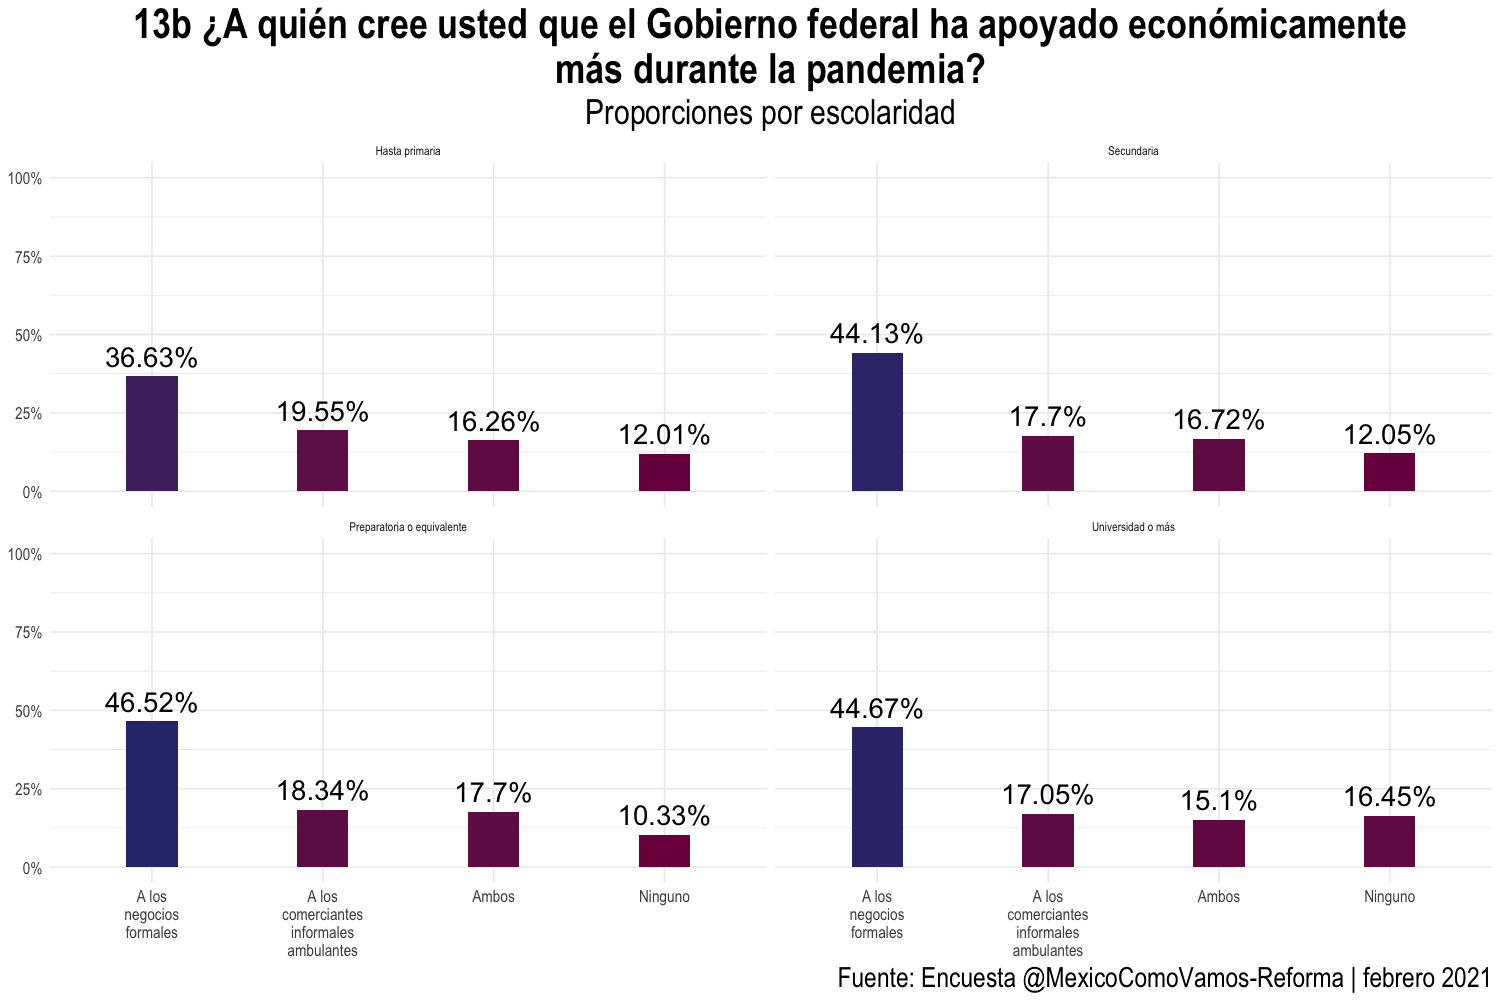 13b ¿A quién cree usted que el Gobierno federal ha apoyado económicamente
más durante la pandemia?
Proporciones por escolaridad
Hasta primaria
Secundaria
100%
75%
50%
25%
0%
36.63%
19.55%
16.26%
12.01%
44.13%
17.7%
16.72%
12.05%
Preparatoria o equivalente
Universidad o más
100%
75%
50%
25%
0%
46.52%
18.34%
17.7%
10.33%
44.67%
17.05%
15.1%
16.45%
A los
negocios
formales
A los
comerciantes
informales
ambulantes
Ambos
Ninguno
A los
negocios
formales
A los
comerciantes
informales
ambulantes
Ambos
Ninguno
Fuente: Encuesta @MexicoComoVamos-Reforma | febrero 2021